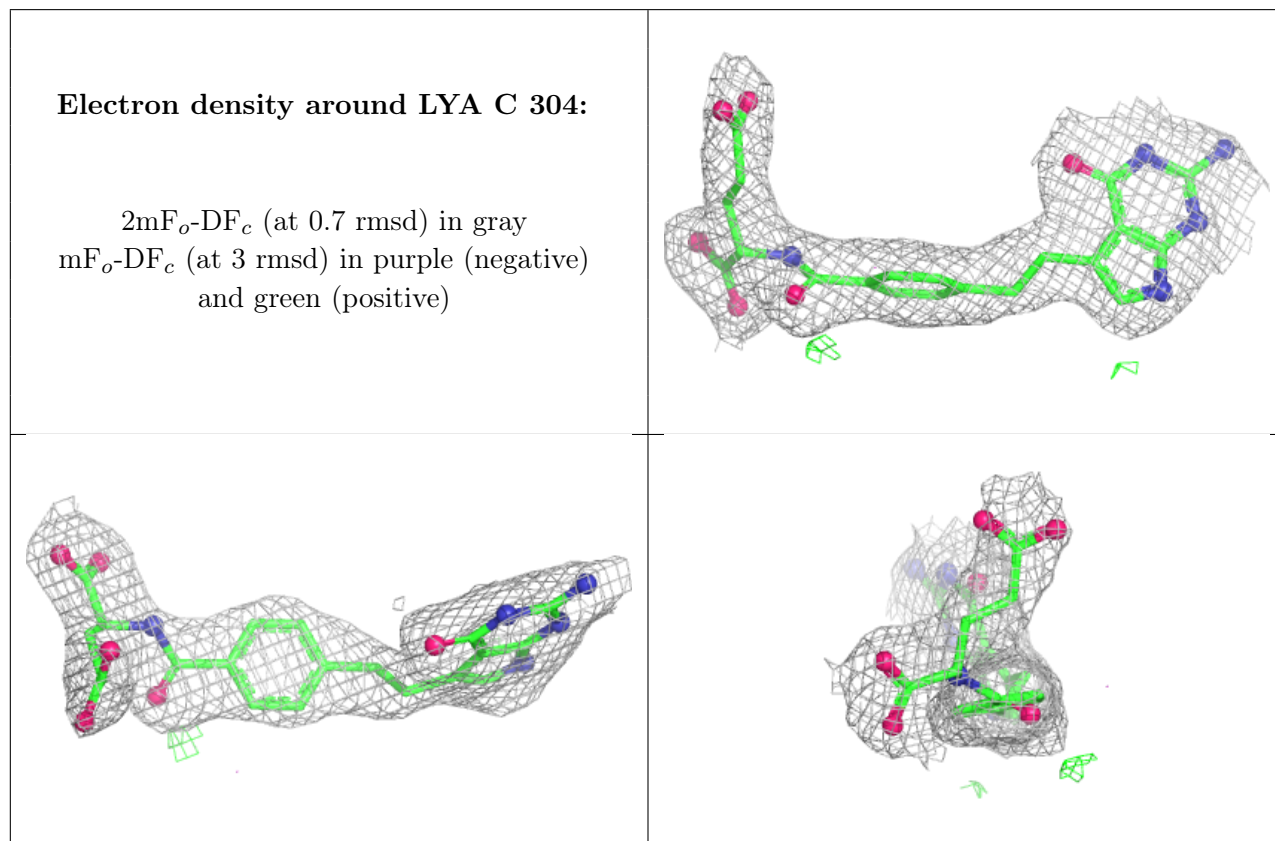 Electron density around LYA C 304:
2mFo-DFc (at 0.7 rmsd) in gray
mFo-DFc (at 3 rmsd) in purple (negative)
and green (positive)